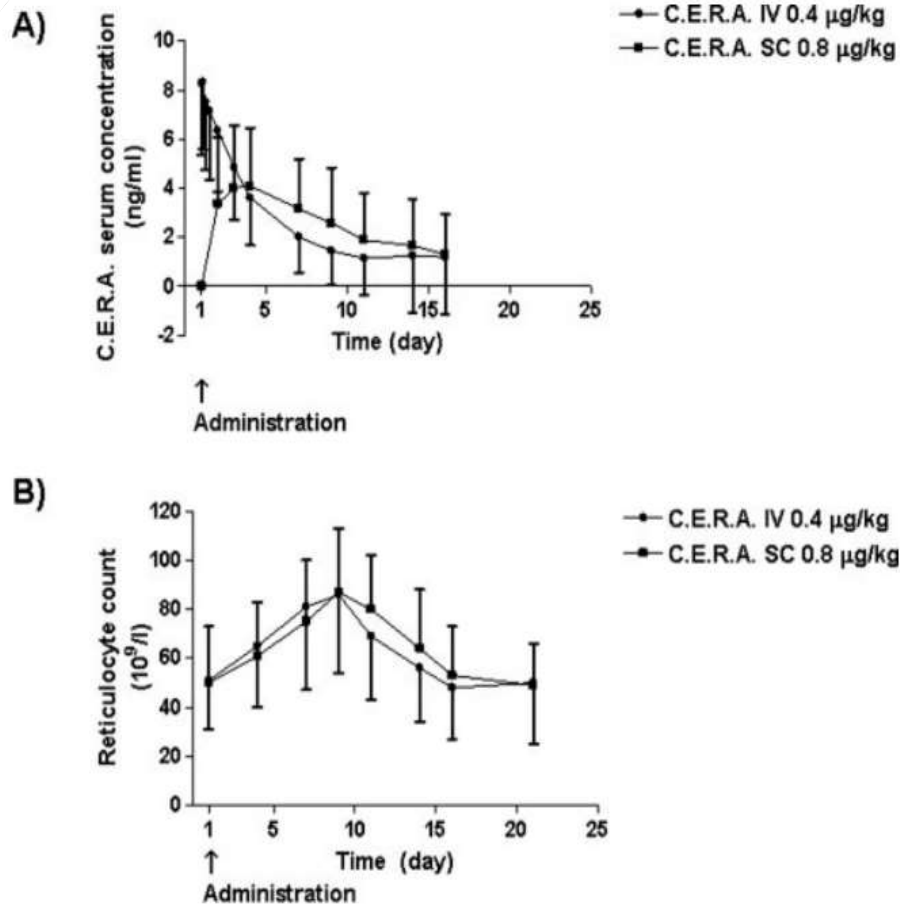 A)
C.E.R.A. IV 0.4 µg/kg
C.E.R.A. SC 0.8 µg/kg
C.E.R.A. serum concentration
(ng/ml)
10
8
6
4
2
0
-2
1 5 10 15 20 25
Time (day)
↑
Administration
B)
C.E.R.A. IV 0.4 µg/kg
C.E.R.A. SC 0.8 µg/kg
Reticulocyte count
(10⁹/l)
120
100
80
60
40
20
0
1 5 10 15 20 25
Time (day)
↑
Administration